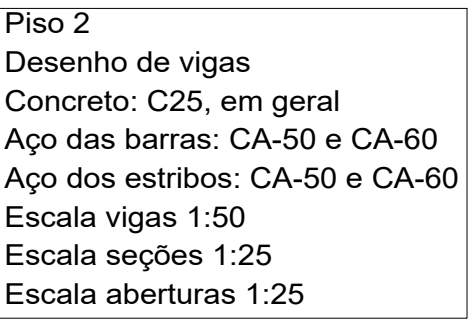 Piso 2
Desenho de vigas
Concreto: C25, em geral
Aço das barras: CA-50 e CA-60
Aço dos estribos: CA-50 e CA-60
Escala vigas 1:50
Escala seções 1:25
Escala aberturas 1:25